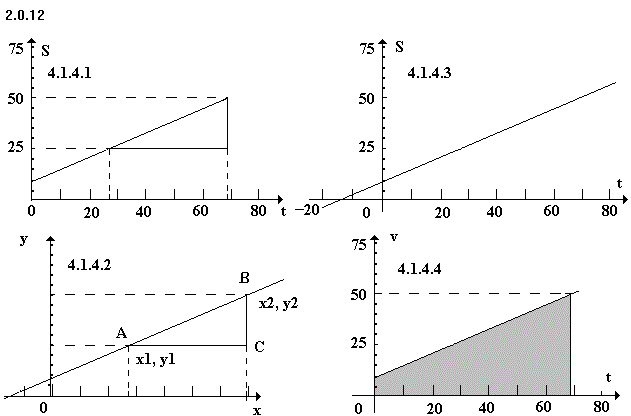 2.0.12
75 S
4.1.4.1
50
25
0 20 40 60 80 t
S
75
4.1.4.3
50
25
t
−20 0 20 40 60 80
y
4.1.4.2
B
x2, y2
A
x1, y1
C
0 x
v
75
4.1.4.4
50
25
t
0 20 40 60 80